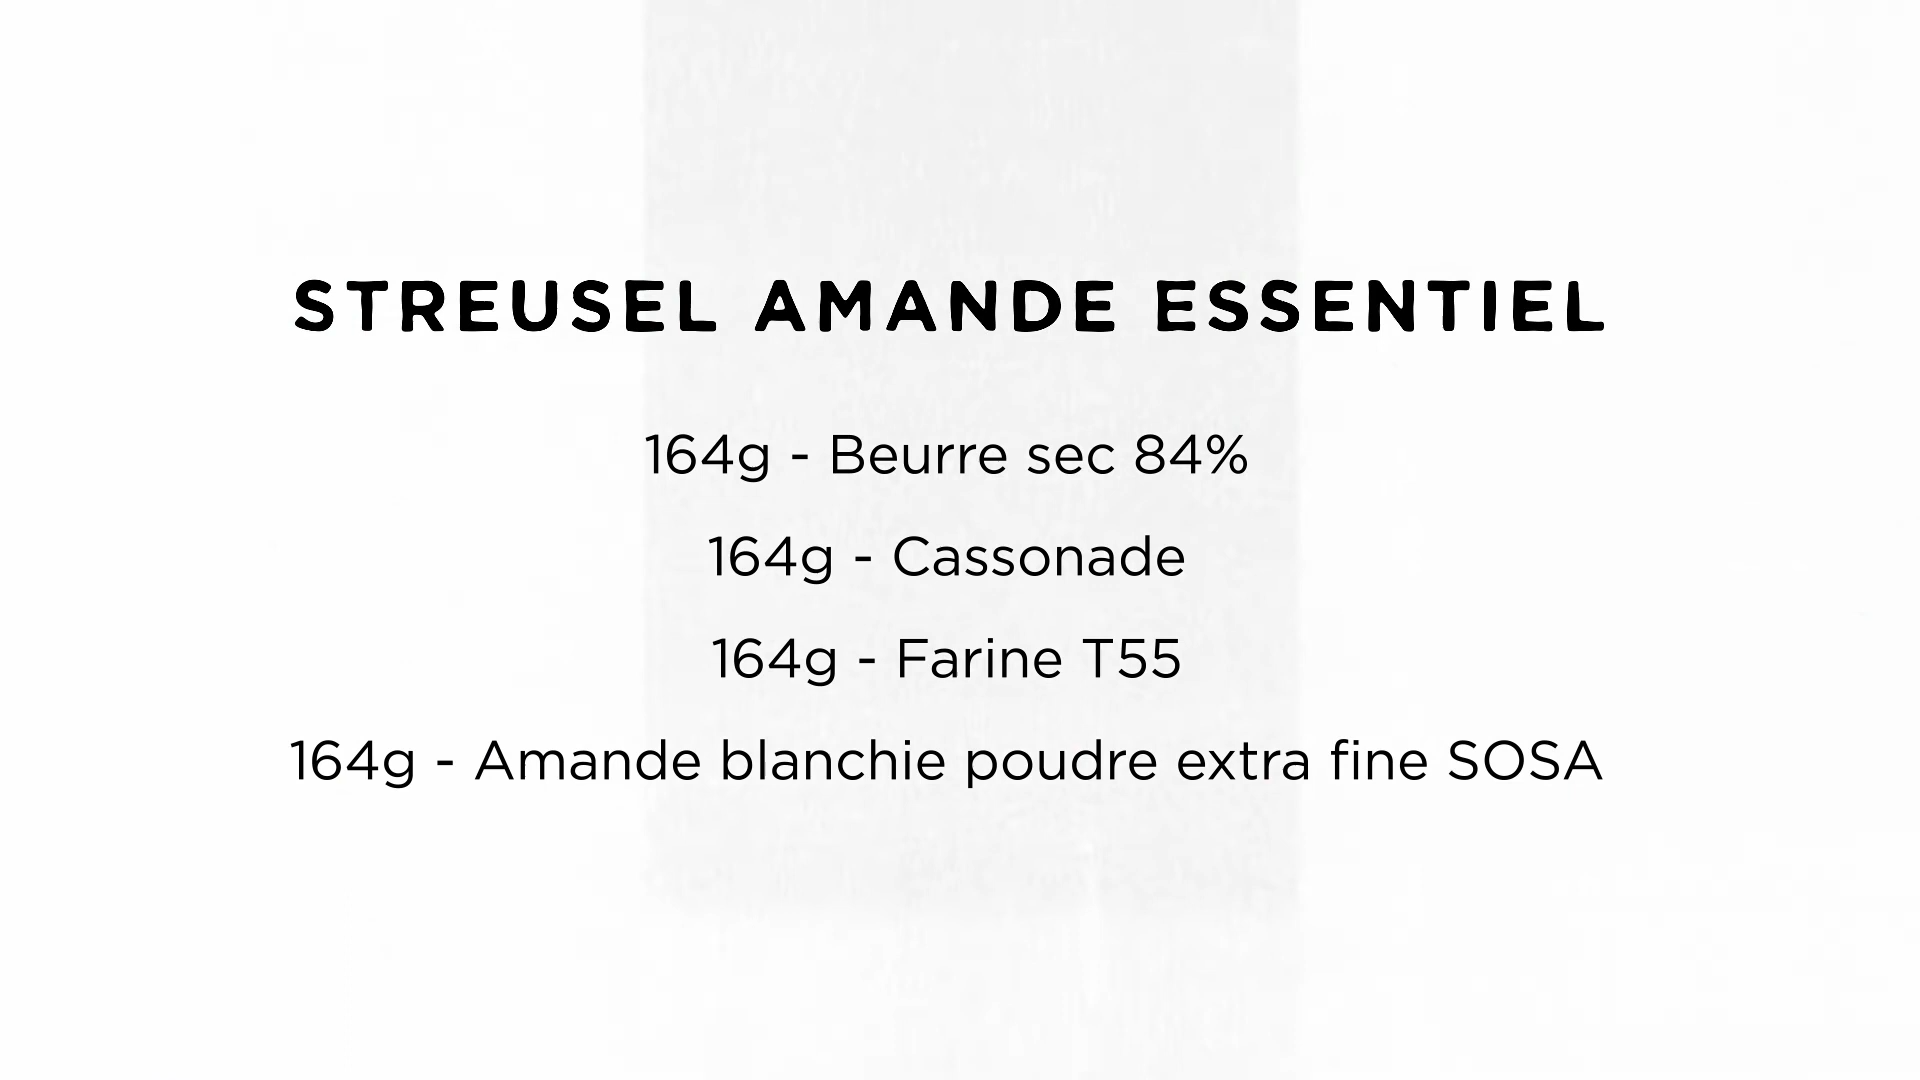 STREUSEL AMANDE ESSENTIEL
164g - Beurre sec 84%
164g - Cassonade
164g - Farine T55
164g - Amande blanchie poudre extra fine SOSA